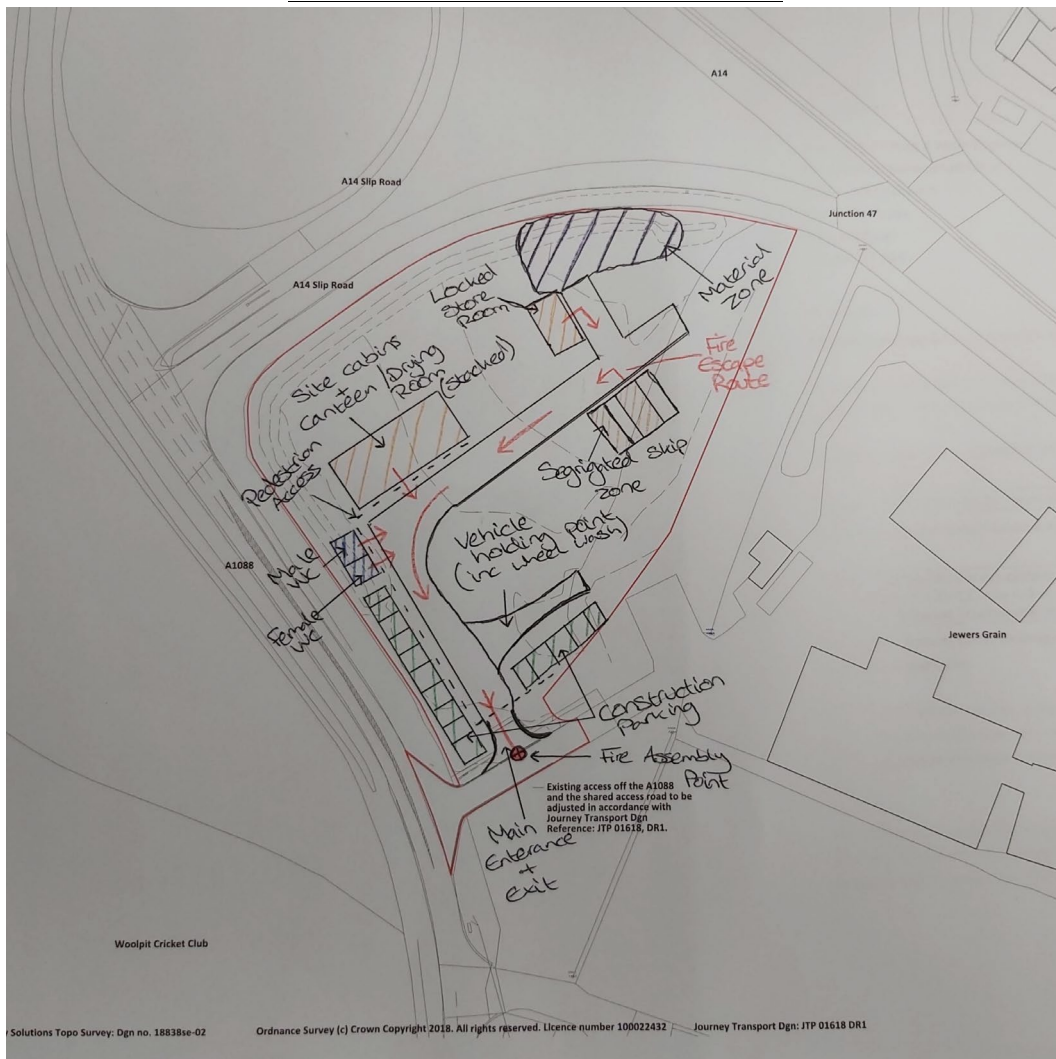 A14
A14 Slip Road
Junction 47
A14 Slip Road
Locked
Store
Room
Material
Zone
Site cabins
+
Canteen / Drying
Room
(Stacked)
Fire
Escape
Route
Pedestrian
Access
Segrighted Skip
Zone
Vehicle
holding point
(inc wheel wash)
A1088
Male
WC
Female
WC
Jewers Grain
Construction
Parking
Fire Assembly
Point
Existing access off the A1088
and the shared access road to be
adjusted in accordance with
Journey Transport Dgn
Reference: JTP 01618, DR1.
Main
Enterance
+
Exit
Woolpit Cricket Club
Solutions Topo Survey: Dgn no. 18838se-02
Ordnance Survey (c) Crown Copyright 2018. All rights reserved. Licence number 100022432
Journey Transport Dgn: JTP 01618 DR1